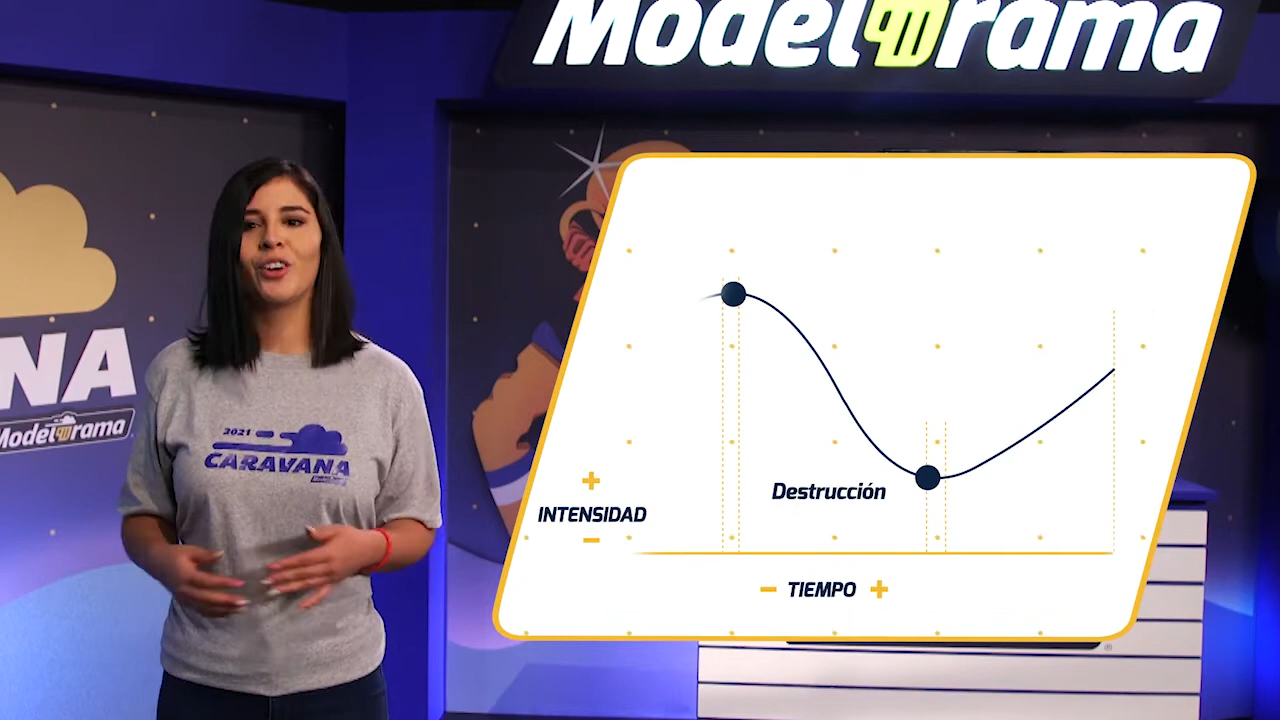 Modelorama
NA
Modelorama
2021
CARAVANA
+
INTENSIDAD
−
Destrucción
− TIEMPO +
®